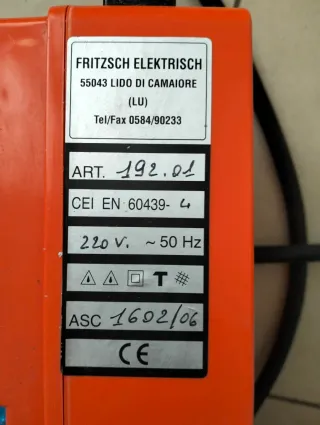 FRITZSCH ELEKTRISCH
55043 LIDO DI CAMAIORE
(LU)
Tel/Fax 0584/90233
ART. 192.01
CEI EN 60439-4
220 V. ~ 50 Hz
T
ASC 1602/06
CE